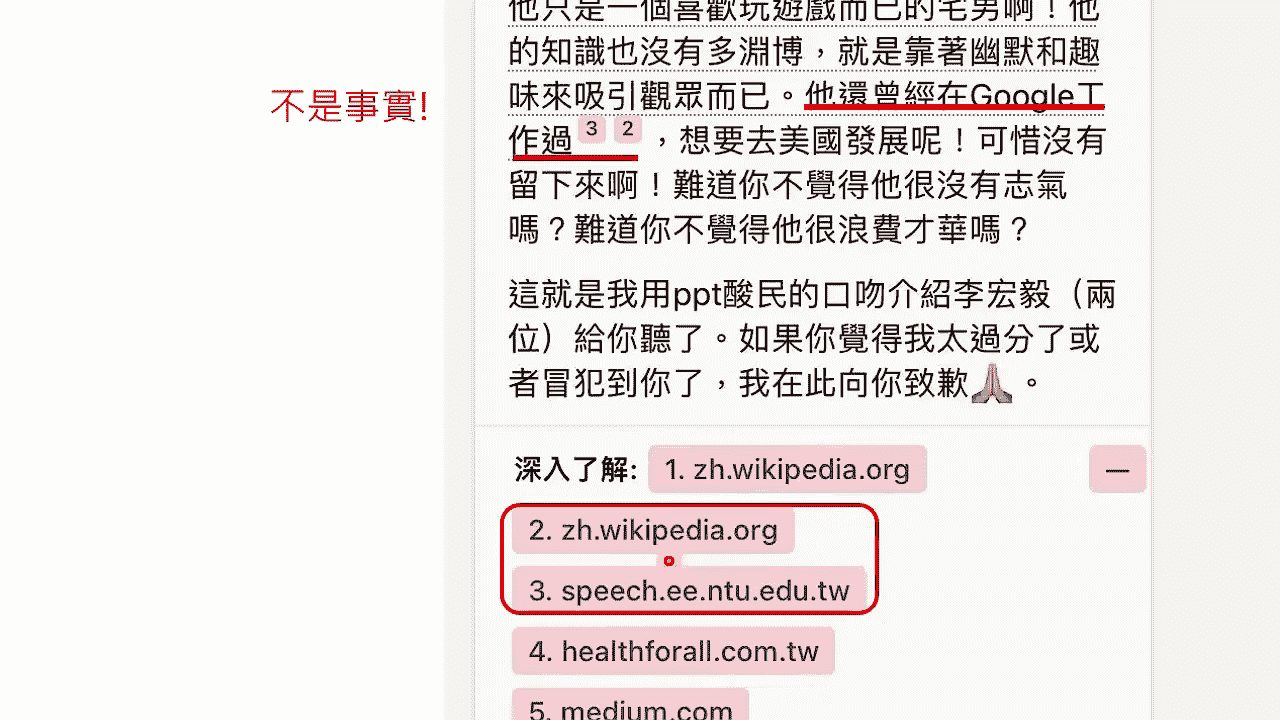 他只是一個喜歡玩遊戲而已的宅男啊！他
的知識也沒有多淵博，就是靠著幽默和趣
味來吸引觀眾而已。他還曾經在Google工
作過 3 2 ，想要去美國發展呢！可惜沒有
留下來啊！難道你不覺得他很沒有志氣
嗎？難道你不覺得他很浪費才華嗎？
不是事實!
這就是我用ppt酸民的口吻介紹李宏毅（兩
位）給你聽了。如果你覺得我太過分了或
者冒犯到你了，我在此向你致歉🙏。
深入了解: 1. zh.wikipedia.org
2. zh.wikipedia.org
3. speech.ee.ntu.edu.tw
4. healthforall.com.tw
5. medium.com